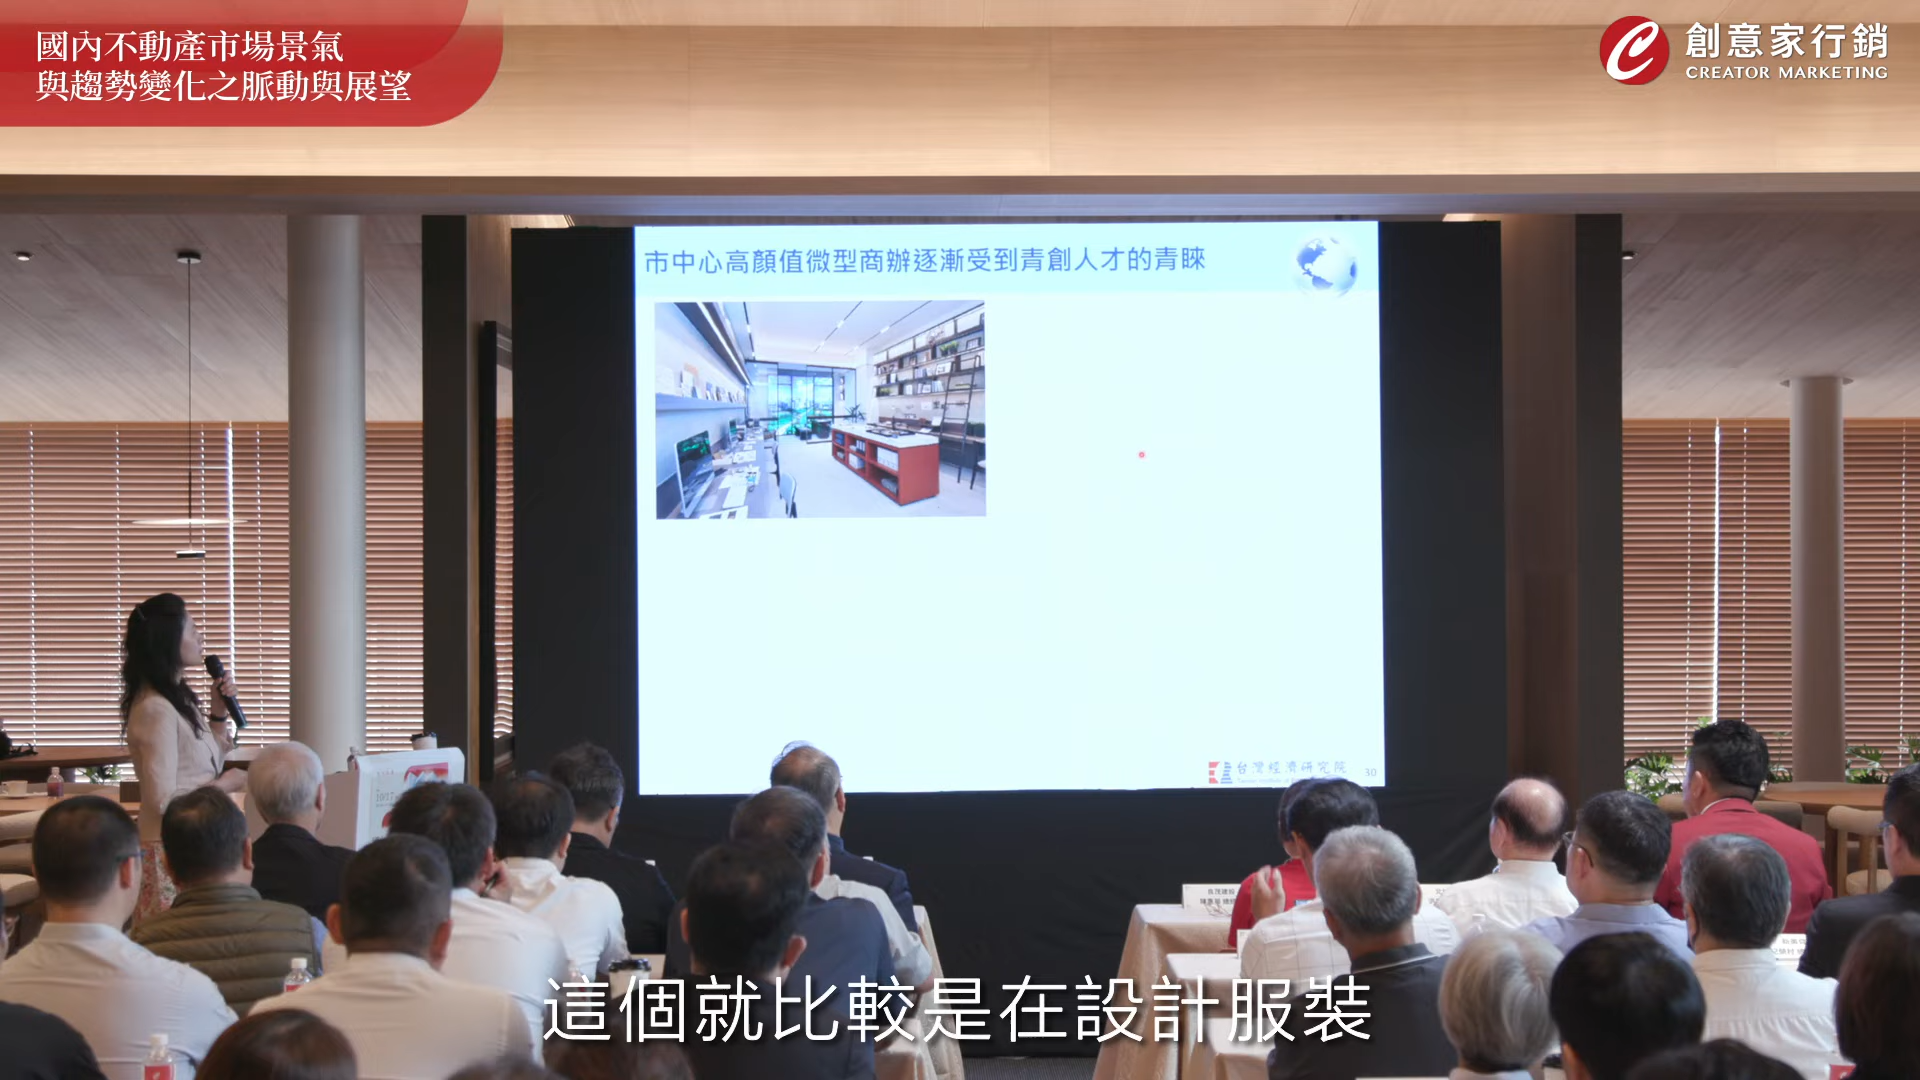 國內不動產市場景氣
與趨勢變化之脈動與展望
創意家行銷
CREATOR MARKETING
市中心高顏值微型商辦逐漸受到青創人才的青睞
台灣經濟研究院
30
這個就比較是在設計服裝